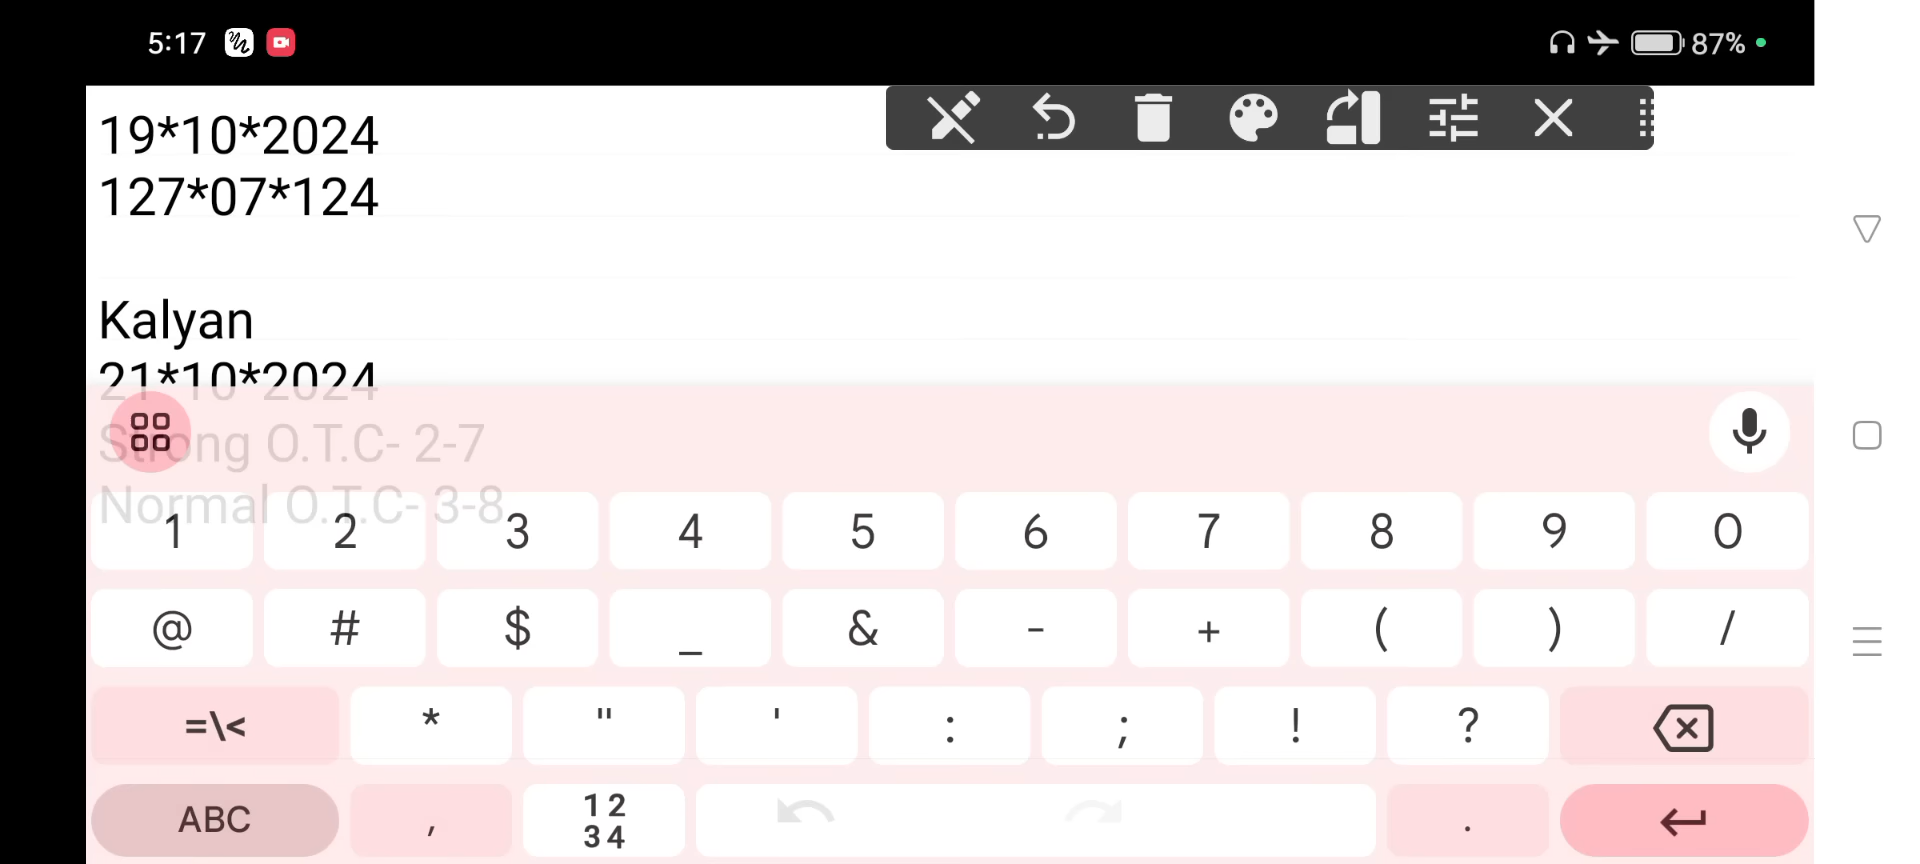 5:17
87%
19*10*2024
127*07*124
Kalyan
21*10*2024
Strong O.T.C- 2-7
Normal O.T.C- 3-8
1 2 3 4 5 6 7 8 9 0
@ # $ _ & - + ( ) /
=\< * " ' : ; ! ?
ABC , 12 .
34